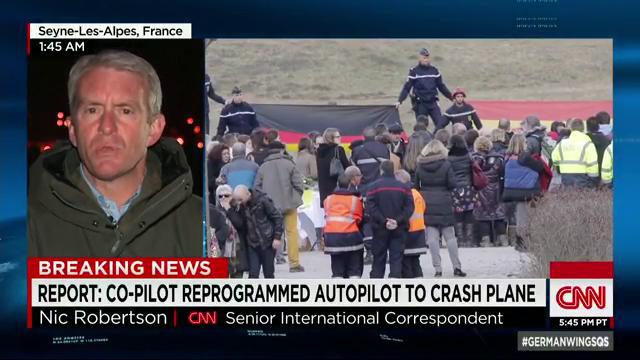 Seyne-Les-Alpes, France
1:45 AM
BREAKING NEWS
REPORT: CO-PILOT REPROGRAMMED AUTOPILOT TO CRASH PLANE
CNN
Nic Robertson CNN Senior International Correspondent
5:45 PM PT
#GERMANWINGSQS